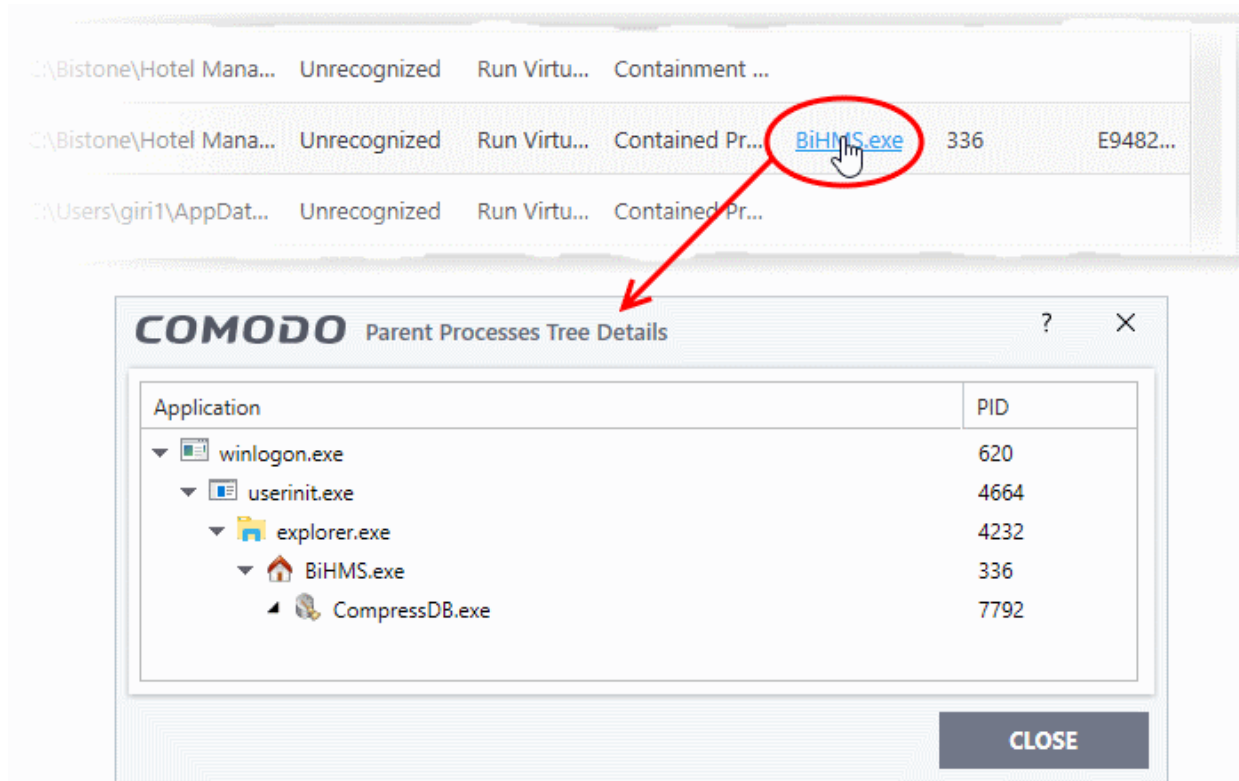 :\Bistone\Hotel Mana... Unrecognized Run Virtu... Containment ...
:\Bistone\Hotel Mana... Unrecognized Run Virtu... Contained Pr... BiHMS.exe 336 E9482...
:\Users\giri1\AppDat... Unrecognized Run Virtu... Contained Pr...
COMODO Parent Processes Tree Details ? X
Application PID
winlogon.exe 620
userinit.exe 4664
explorer.exe 4232
BiHMS.exe 336
CompressDB.exe 7792
CLOSE